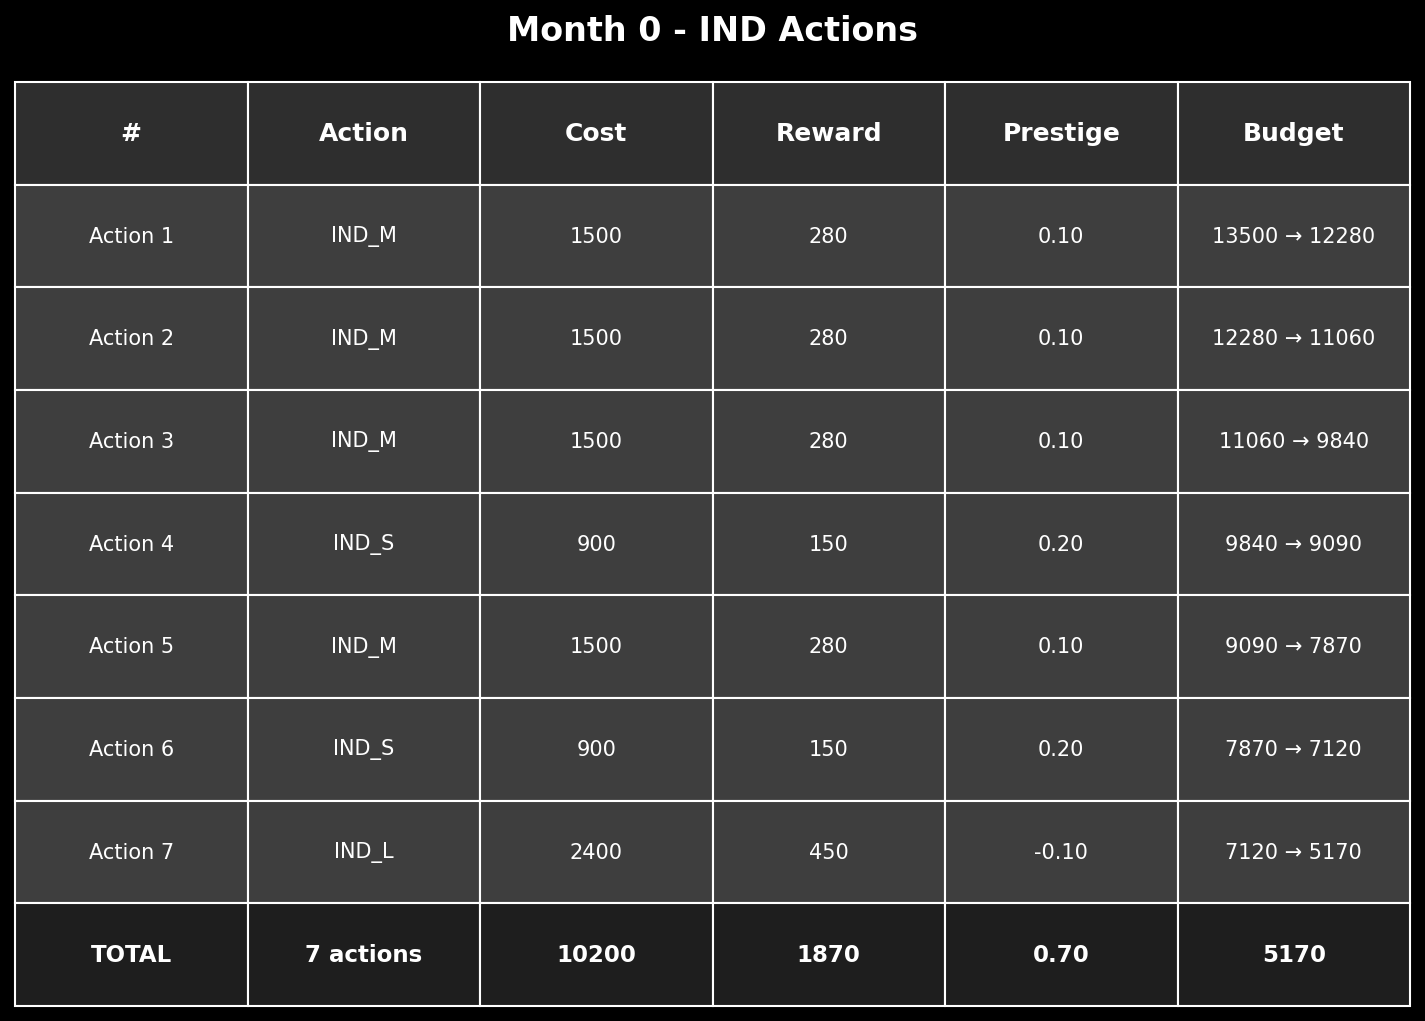 Month 0 - IND Actions
# Action Cost Reward Prestige Budget
Action 1 IND_M 1500 280 0.10 13500 → 12280
Action 2 IND_M 1500 280 0.10 12280 → 11060
Action 3 IND_M 1500 280 0.10 11060 → 9840
Action 4 IND_S 900 150 0.20 9840 → 9090
Action 5 IND_M 1500 280 0.10 9090 → 7870
Action 6 IND_S 900 150 0.20 7870 → 7120
Action 7 IND_L 2400 450 -0.10 7120 → 5170
TOTAL 7 actions 10200 1870 0.70 5170